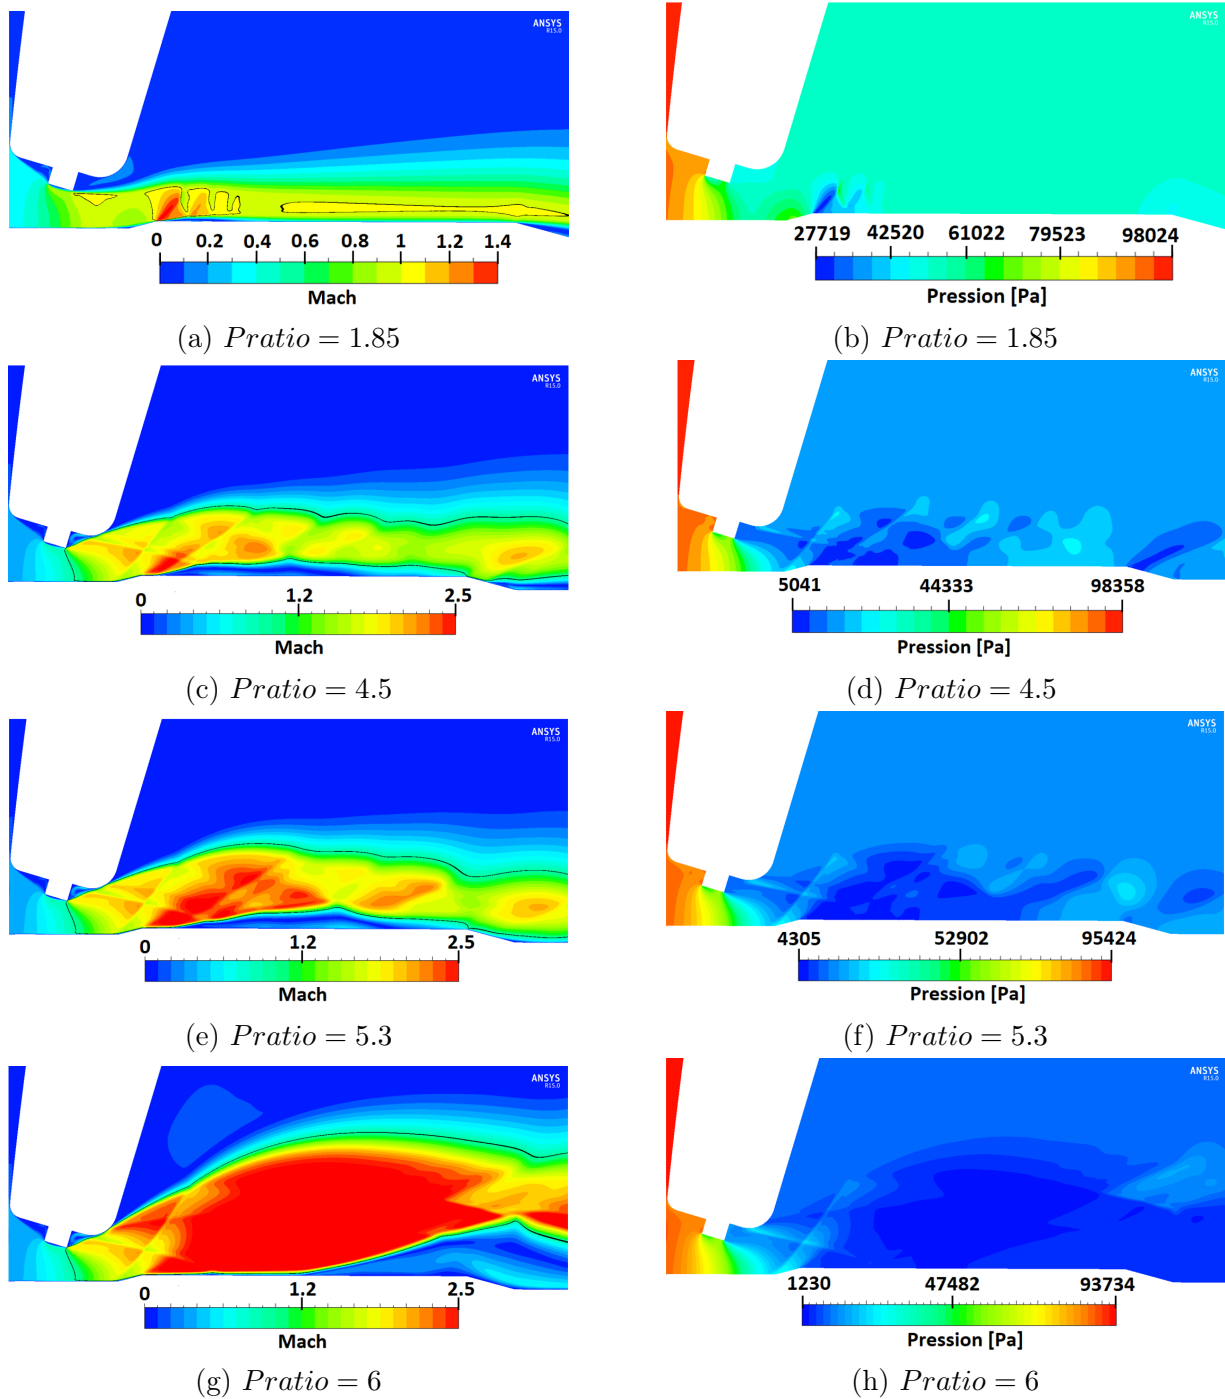 ANSYS
R15.0
0 0.2 0.4 0.6 0.8 1 1.2 1.4
Mach
(a) Pratio = 1.85
ANSYS
R15.0
27719 42520 61022 79523 98024
Pression [Pa]
(b) Pratio = 1.85
ANSYS
R15.0
0 1.2 2.5
Mach
(c) Pratio = 4.5
ANSYS
R15.0
5041 44333 98358
Pression [Pa]
(d) Pratio = 4.5
ANSYS
R15.0
0 1.2 2.5
Mach
(e) Pratio = 5.3
ANSYS
R15.0
4305 52902 95424
Pression [Pa]
(f) Pratio = 5.3
ANSYS
R15.0
0 1.2 2.5
Mach
(g) Pratio = 6
ANSYS
R15.0
1230 47482 93734
Pression [Pa]
(h) Pratio = 6